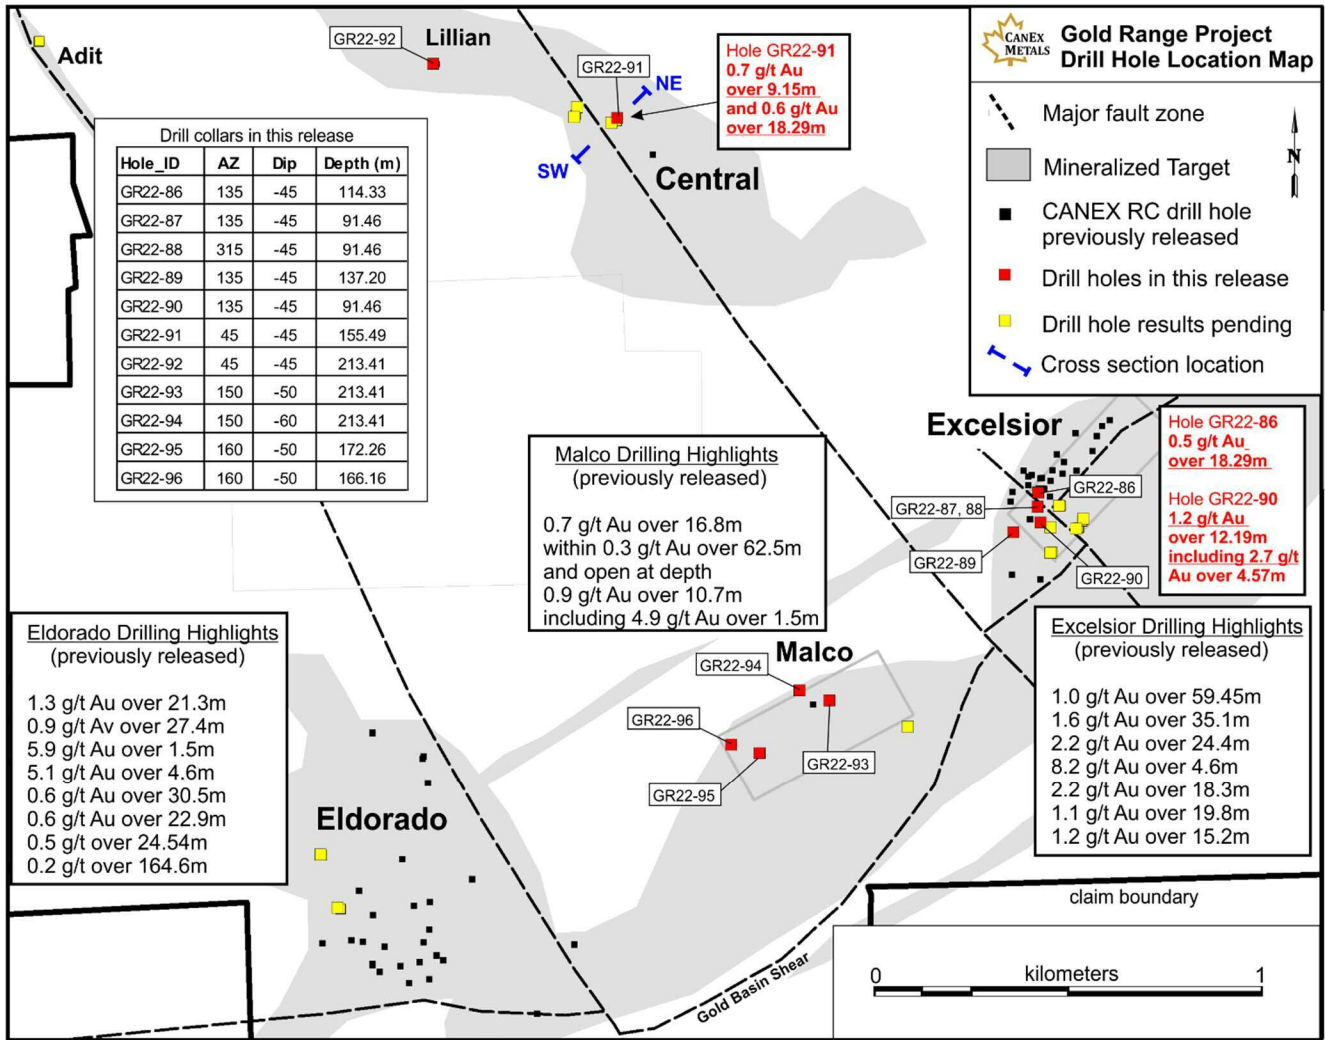 CANEX
METALS
Gold Range Project
Drill Hole Location Map
Major fault zone
N
Mineralized Target
CANEX RC drill hole
previously released
Drill holes in this release
Drill hole results pending
Cross section location
Adit
GR22-92
Lillian
GR22-91
NE
SW
Central
Hole GR22-91
0.7 g/t Au
over 9.15m
and 0.6 g/t Au
over 18.29m
Drill collars in this release
Hole_ID AZ Dip Depth (m)
GR22-86 135 -45 114.33
GR22-87 135 -45 91.46
GR22-88 315 -45 91.46
GR22-89 135 -45 137.20
GR22-90 135 -45 91.46
GR22-91 45 -45 155.49
GR22-92 45 -45 213.41
GR22-93 150 -50 213.41
GR22-94 150 -60 213.41
GR22-95 160 -50 172.26
GR22-96 160 -50 166.16
Excelsior
GR22-86
GR22-87, 88
GR22-89
GR22-90
Hole GR22-86
0.5 g/t Au
over 18.29m
Hole GR22-90
1.2 g/t Au
over 12.19m
including 2.7 g/t
Au over 4.57m
Malco Drilling Highlights
(previously released)
0.7 g/t Au over 16.8m
within 0.3 g/t Au over 62.5m
and open at depth
0.9 g/t Au over 10.7m
including 4.9 g/t Au over 1.5m
Malco
GR22-94
GR22-96
GR22-93
GR22-95
Eldorado Drilling Highlights
(previously released)
1.3 g/t Au over 21.3m
0.9 g/t Av over 27.4m
5.9 g/t Au over 1.5m
5.1 g/t Au over 4.6m
0.6 g/t Au over 30.5m
0.6 g/t Au over 22.9m
0.5 g/t over 24.54m
0.2 g/t over 164.6m
Eldorado
Excelsior Drilling Highlights
(previously released)
1.0 g/t Au over 59.45m
1.6 g/t Au over 35.1m
2.2 g/t Au over 24.4m
8.2 g/t Au over 4.6m
2.2 g/t Au over 18.3m
1.1 g/t Au over 19.8m
1.2 g/t Au over 15.2m
claim boundary
Gold Basin Shear
0 kilometers 1